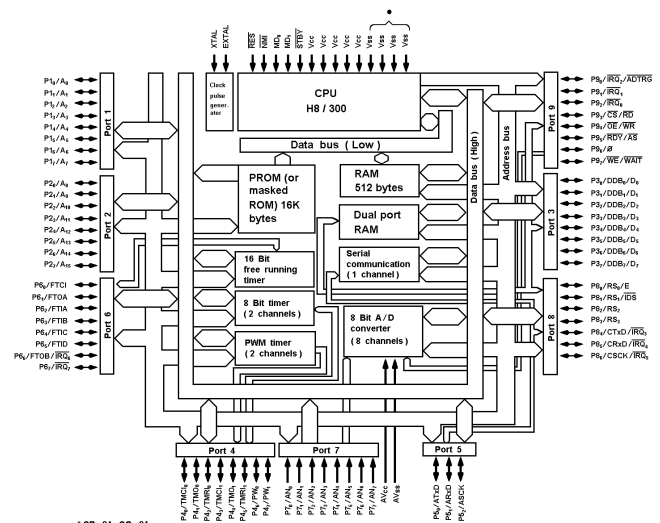 XTAL
EXTAL
RES
NMI
MD₀
MD₁
STBY
Vcc
Vcc
Vcc
Vcc
Vss
Vss
Vss
Vss
Clock pulse gener- ator
CPU
H8 / 300
Data bus ( Low )
Data bus (High)
Address bus
PROM (or
masked
ROM) 16K
bytes
RAM
512 bytes
Dual port
RAM
16 Bit
free running
timer
Serial
communication
( 1 channel )
8 Bit timer
( 2 channels )
8 Bit A/D
converter
( 8 channels )
PWM timer
( 2 channels )
Port 1
P1₀/A₀
P1₁/A₁
P1₂/A₂
P1₃/A₃
P1₄/A₄
P1₅/A₅
P1₆/A₆
P1₇/A₇
Port 2
P2₀/A₈
P2₁/A₉
P2₂/A₁₀
P2₃/A₁₁
P2₄/A₁₂
P2₅/A₁₃
P2₆/A₁₄
P2₇/A₁₅
Port 6
P6₀/FTCI
P6₁/FTOA
P6₂/FTIA
P6₃/FTIB
P6₄/FTIC
P6₅/FTID
P6₆/FTOB/IRQ₆
P6₇/IRQ₇
Port 9
P9₀/IRQ₂/ADTRG
P9₁/IRQ₁
P9₂/IRQ₀
P9₃/CS/RD
P9₄/OE/WR
P9₅/RDY/AS
P9₆/Ø
P9₇/WE/WAIT
Port 3
P3₀/DDB₀/D₀
P3₁/DDB₁/D₁
P3₂/DDB₂/D₂
P3₃/DDB₃/D₃
P3₄/DDB₄/D₄
P3₅/DDB₅/D₅
P3₆/DDB₆/D₆
P3₇/DDB₇/D₇
Port 8
P8₀/RS₀/E
P8₁/RS₁/IDS
P8₂/RS₂
P8₃/RS₃
P8₄/CTxD/IRQ₃
P8₅/CRxD/IRQ₄
P8₆/CSCK/IRQ₅
Port 4
Port 7
Port 5
P4₀/TMCI₀
P4₁/TMO₀
P4₂/TMRI₀
P4₃/TMCI₁
P4₄/TMO₁
P4₅/TMRI₁
P4₆/PW₀
P4₇/PW₁
P7₀/AN₀
P7₁/AN₁
P7₂/AN₂
P7₃/AN₃
P7₄/AN₄
P7₅/AN₅
P7₆/AN₆
P7₇/AN₇
AVcc
AVss
P5₀/ATxD
P5₁/ARxD
P5₂/ASCK